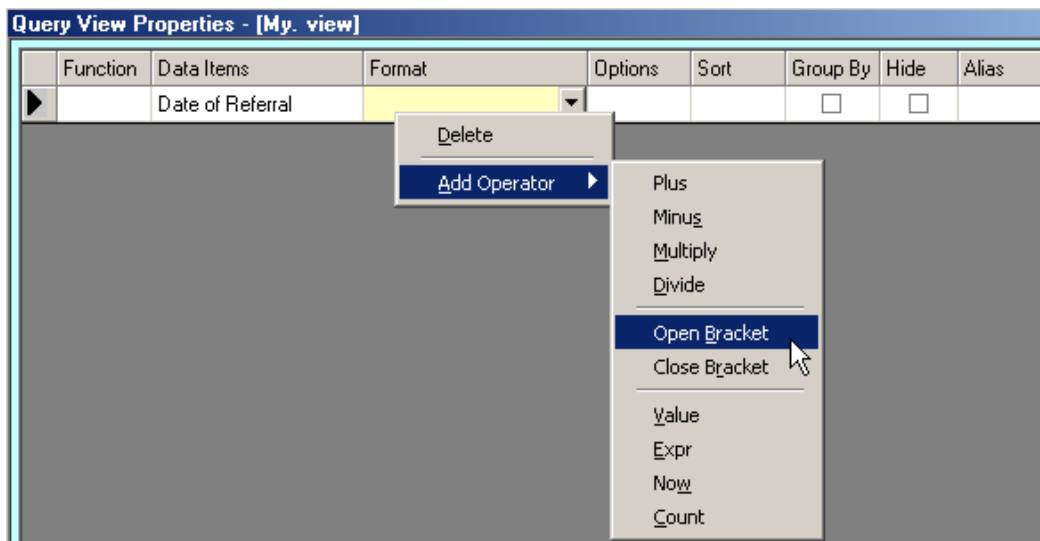 Query View Properties - [My. view]
Function Data Items Format Options Sort Group By Hide Alias
Date of Referral
Delete
Add Operator
Plus
Minus
Multiply
Divide
Open Bracket
Close Bracket
Value
Expr
Now
Count